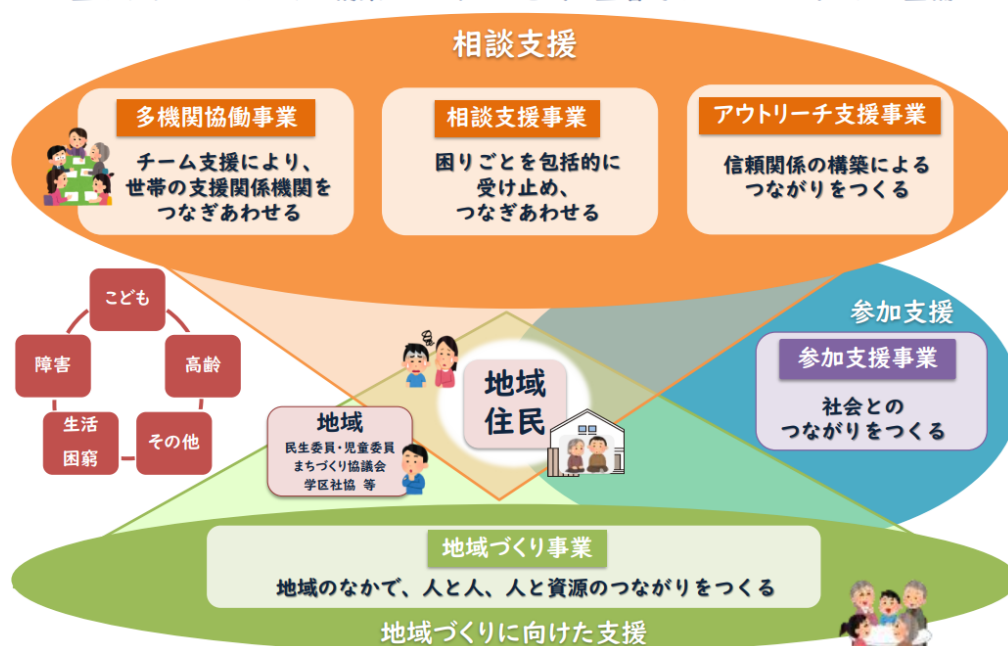 相談支援
多機関協働事業
チーム支援により、
世帯の支援関係機関を
つなぎあわせる
相談支援事業
困りごとを包括的に
受け止め、
つなぎあわせる
アウトリーチ支援事業
信頼関係の構築による
つながりをつくる
こども
障害
高齢
生活
困窮
その他
地域
住民
地域
民生委員・児童委員
まちづくり協議会
学区社協 等
参加支援
参加支援事業
社会との
つながりをつくる
地域づくり事業
地域のなかで、人と人、人と資源のつながりをつくる
地域づくりに向けた支援